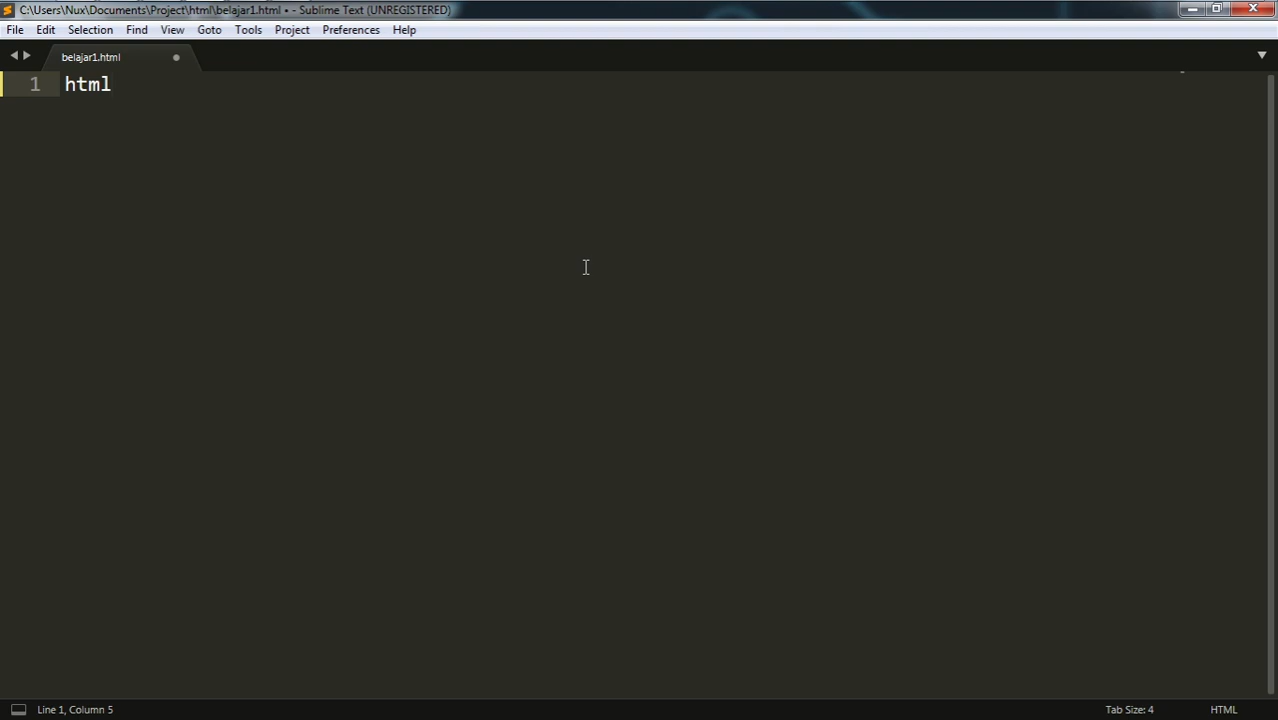 C:\Users\Nux\Documents\Project\html\belajar1.html • - Sublime Text (UNREGISTERED)
File Edit Selection Find View Goto Tools Project Preferences Help
belajar1.html
1 html
Line 1, Column 5 Tab Size: 4 HTML